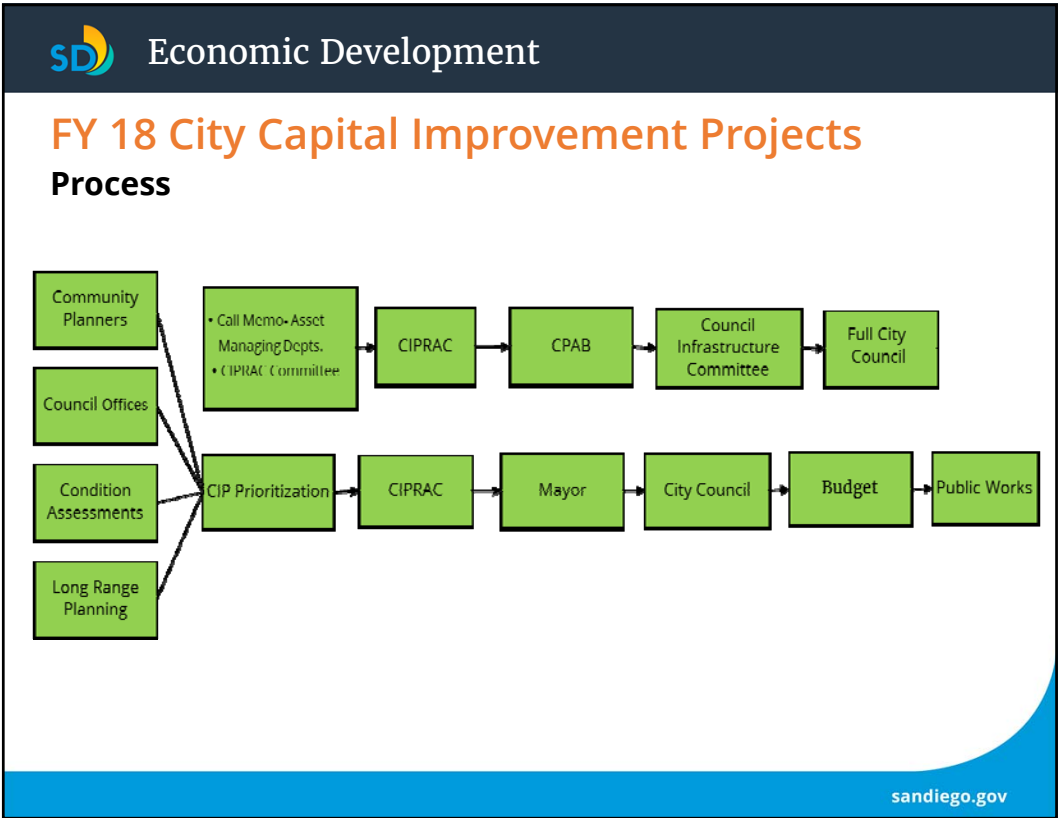 SD
Economic Development
FY 18 City Capital Improvement Projects
Process
Community
Planners
Council Offices
Condition
Assessments
Long Range
Planning
• Call Memo-Asset
Managing Depts.
• CIPRAC Committee
CIPRAC
CPAB
Council
Infrastructure
Committee
Full City
Council
CIP Prioritization
CIPRAC
Mayor
City Council
Budget
Public Works
sandiego.gov